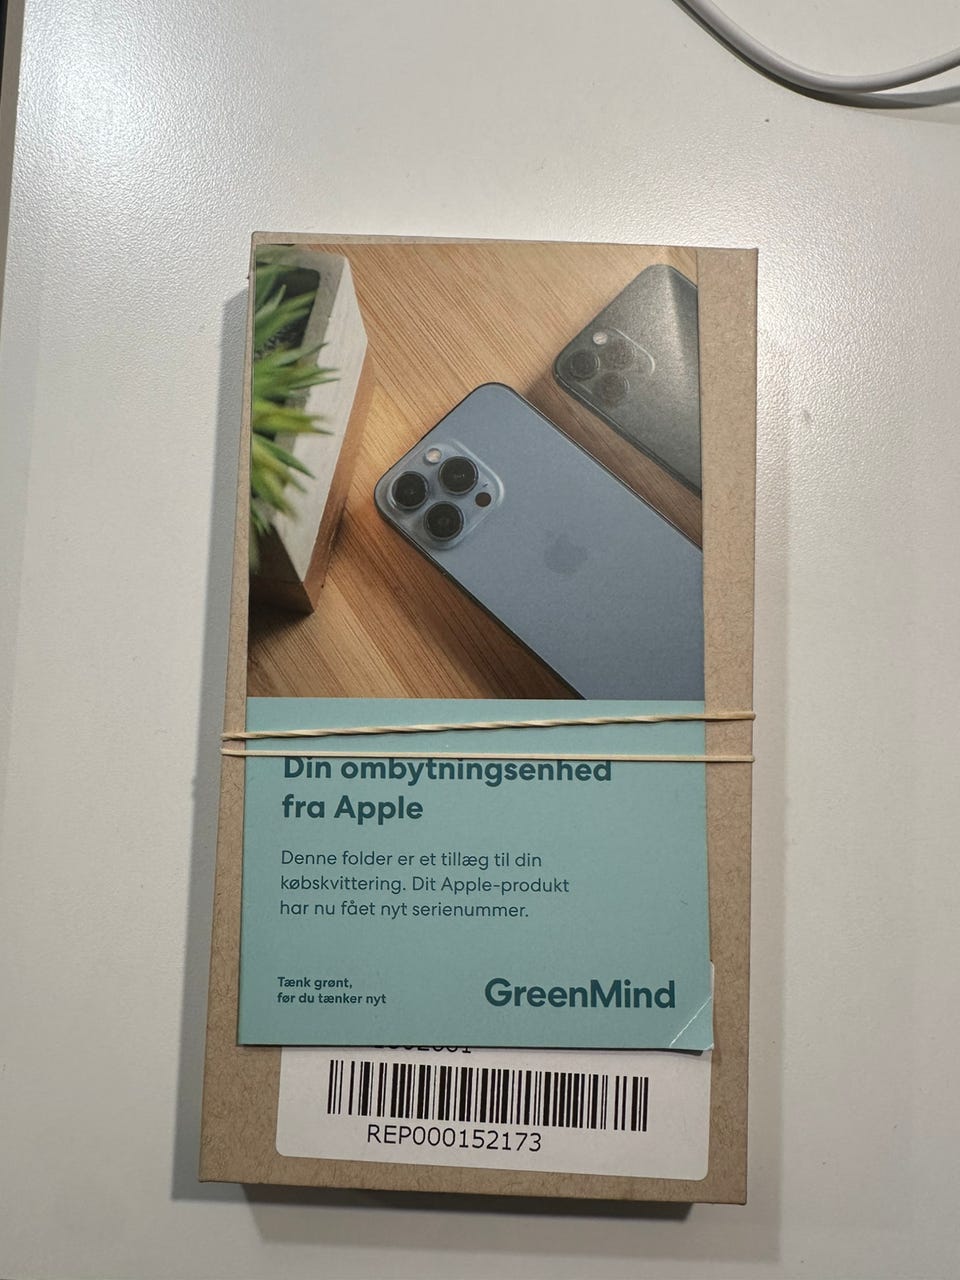 Din ombytningsenhed
fra Apple
Denne folder er et tillæg til din
købskvittering. Dit Apple-produkt
har nu fået nyt serienummer.
Tænk grønt,
før du tænker nyt
GreenMind
REP000152173